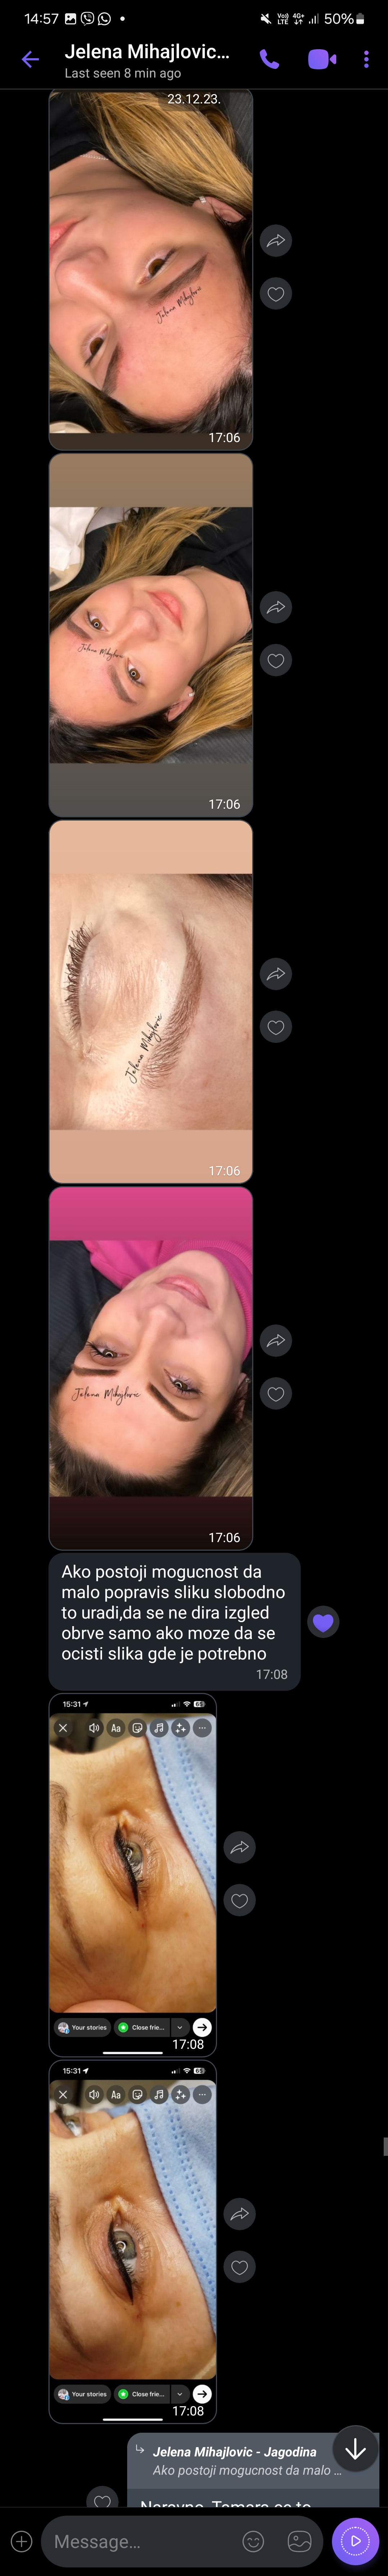 14:57
Voo) 4G+
LTE
50%
Jelena Mihajlovic...
Last seen 8 min ago
23.12.23.
Jelena Mihajlovic
17:06
Jelena Mihajlovic
17:06
Jelena Mihajlovic
17:06
Jelena Mihajlovic
17:06
Ako postoji mogucnost da
malo popravis sliku slobodno
to uradi,da se ne dira izgled
obrve samo ako moze da se
ocisti slika gde je potrebno
17:08
15:31
Aa
Your stories
Close frie...
17:08
15:31
Aa
Your stories
Close frie...
17:08
Jelena Mihajlovic - Jagodina
Ako postoji mogucnost da malo ...
Message...